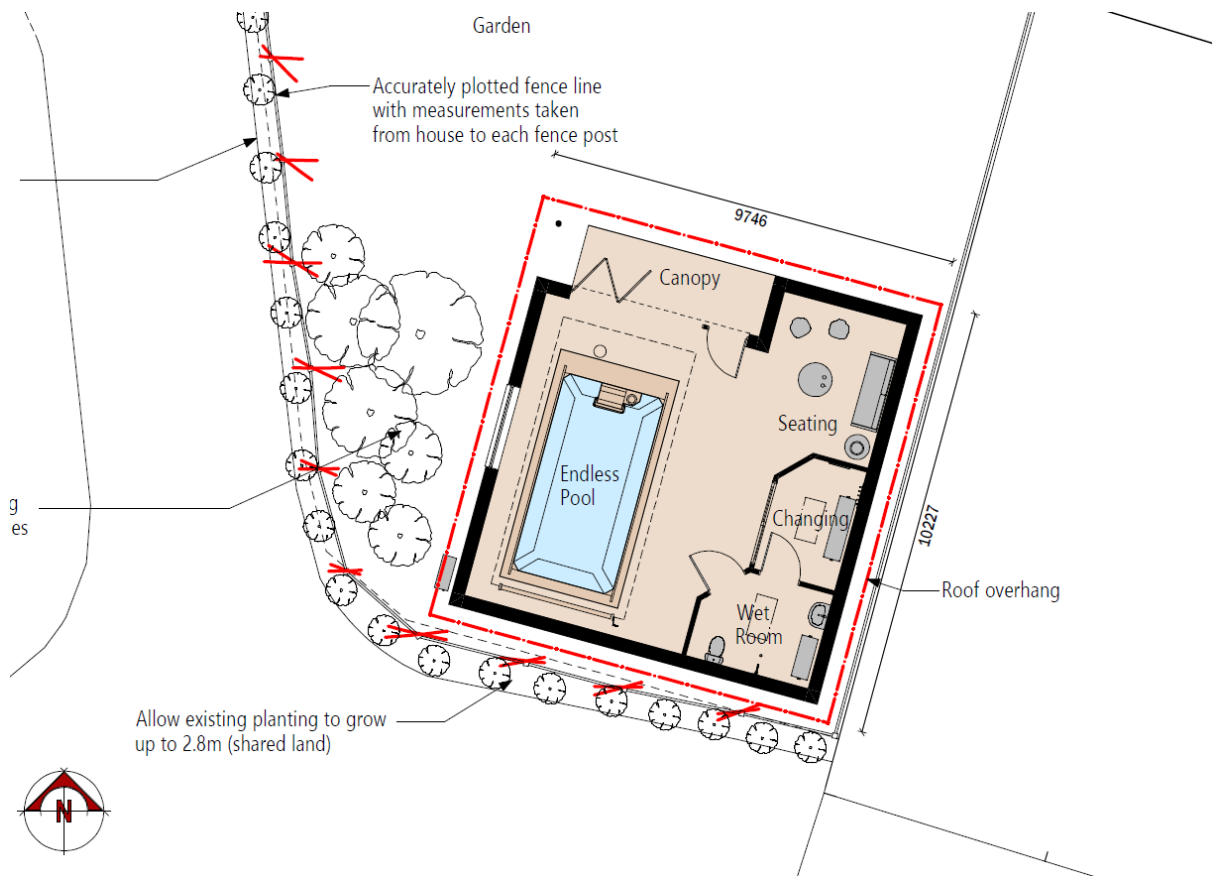 Garden
Accurately plotted fence line
with measurements taken
from house to each fence post
9746
Canopy
Seating
Endless
Pool
g
es
Changing
10227
Roof overhang
Wet
Room
Allow existing planting to grow
up to 2.8m (shared land)
N